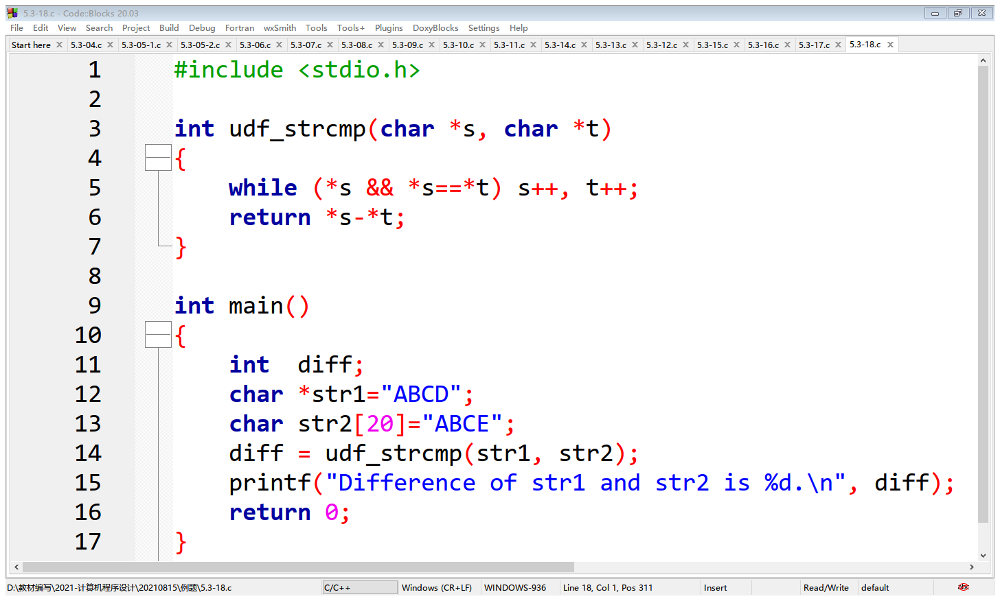 5.3-18.c - Code::Blocks 20.03
File Edit View Search Project Build Debug Fortran wxSmith Tools Tools+ Plugins DoxyBlocks Settings Help
Start here 5.3-04.c 5.3-05-1.c 5.3-05-2.c 5.3-06.c 5.3-07.c 5.3-08.c 5.3-09.c 5.3-10.c 5.3-11.c 5.3-14.c 5.3-13.c 5.3-12.c 5.3-15.c 5.3-16.c 5.3-17.c 5.3-18.c
1 #include <stdio.h>
2
3 int udf_strcmp(char *s, char *t)
4 {
5     while (*s && *s==*t) s++, t++;
6     return *s-*t;
7 }
8
9 int main()
10 {
11     int  diff;
12     char *str1="ABCD";
13     char str2[20]="ABCE";
14     diff = udf_strcmp(str1, str2);
15     printf("Difference of str1 and str2 is %d.\n", diff);
16     return 0;
17 }
D:\教材编写\2021-计算机程序设计\20210815\例题\5.3-18.c C/C++ Windows (CR+LF) WINDOWS-936 Line 18, Col 1, Pos 311 Insert Read/Write default abc